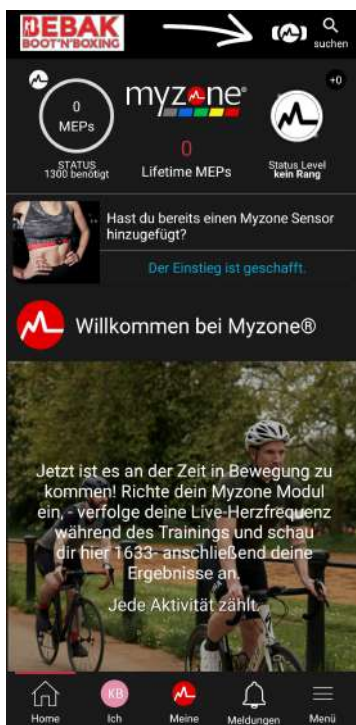 BEBAK
BOOT'N'BOXING
suchen
+0
0
MEPs
STATUS
1300 benötigt
myzone®
0
Lifetime MEPs
Status Level
kein Rang
Hast du bereits einen Myzone Sensor
hinzugefügt?
Der Einstieg ist geschafft.
Willkommen bei Myzone®
Jetzt ist es an der Zeit in Bewegung zu
kommen! Richte dein Myzone Modul
ein, - verfolge deine Live-Herzfrequenz
während des Trainings und schau
dir hier 1633- anschließend deine
Ergebnisse an.
Jede Aktivität zählt.
KB
Home
Ich
Meine
Meldungen
Menü